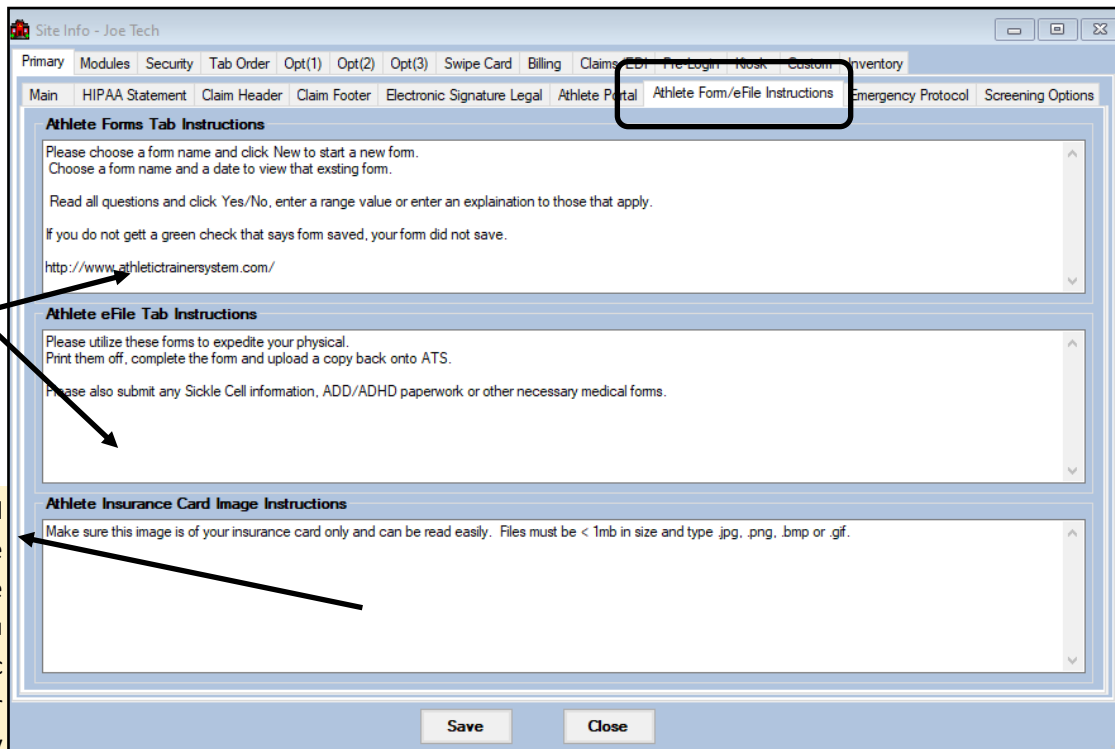 Site Info - Joe Tech
Primary Modules Security Tab Order Opt(1) Opt(2) Opt(3) Swipe Card Billing Claims/EDI Pre-Login Kiosk Custom Inventory
Main HIPAA Statement Claim Header Claim Footer Electronic Signature Legal Athlete Portal Athlete Form/eFile Instructions Emergency Protocol Screening Options
Athlete Forms Tab Instructions
Please choose a form name and click New to start a new form.
Choose a form name and a date to view that exsting form.
Read all questions and click Yes/No, enter a range value or enter an explaination to those that apply.
If you do not gett a green check that says form saved, your form did not save.
http://www.athletictrainersystem.com/
Athlete eFile Tab Instructions
Please utilize these forms to expedite your physical.
Print them off, complete the form and upload a copy back onto ATS.
Please also submit any Sickle Cell information, ADD/ADHD paperwork or other necessary medical forms.
Athlete Insurance Card Image Instructions
Make sure this image is of your insurance card only and can be read easily. Files must be < 1mb in size and type .jpg, .png, .bmp or .gif.
Save Close